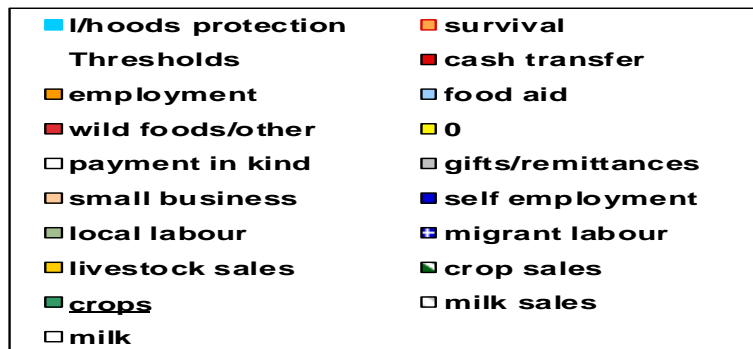 l/hoods protection survival
Thresholds cash transfer
employment food aid
wild foods/other 0
payment in kind gifts/remittances
small business self employment
local labour migrant labour
livestock sales crop sales
crops milk sales
milk